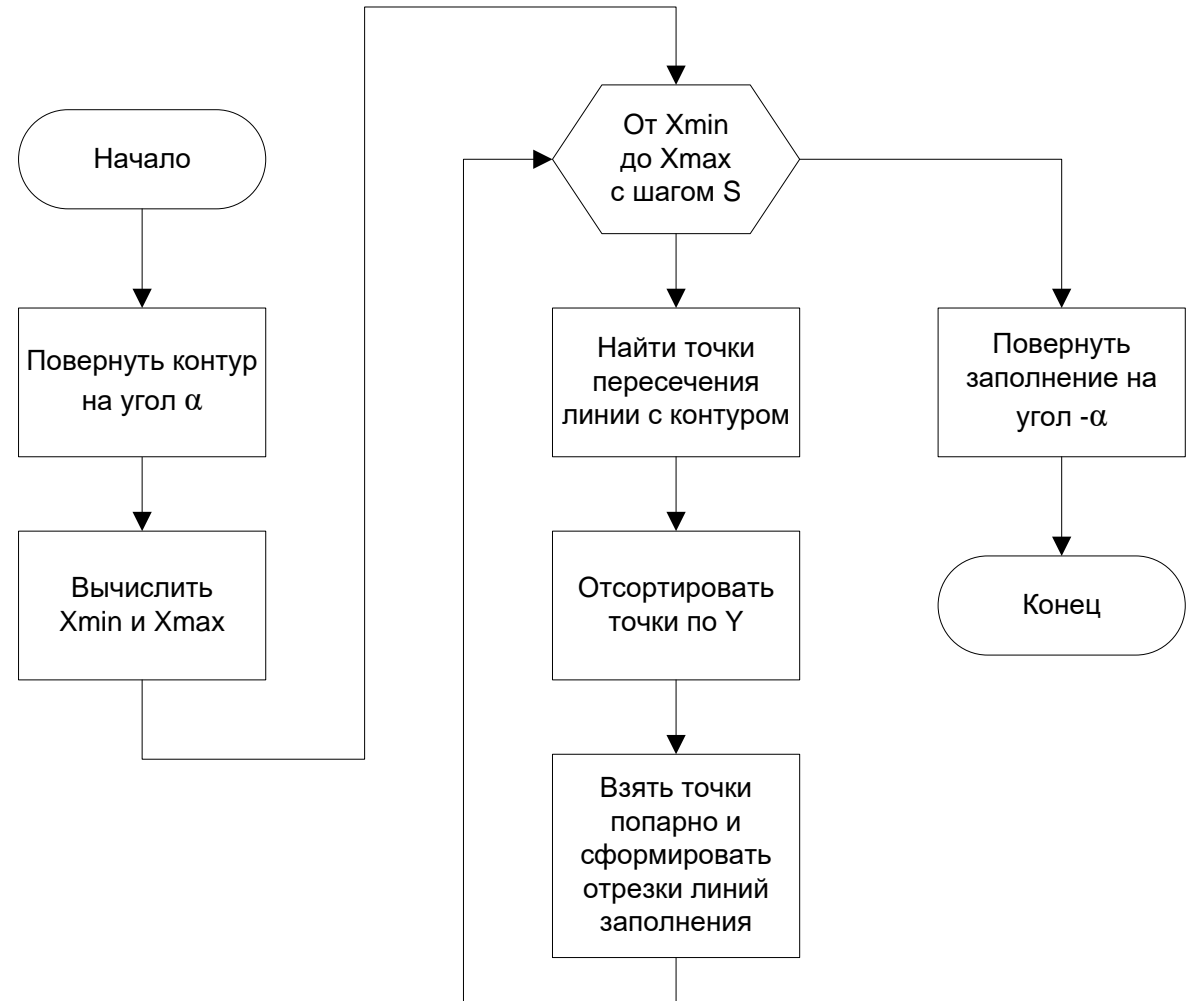 Начало
Повернуть контур
на угол α
Вычислить
Xmin и Xmax
От Xmin
до Xmax
с шагом S
Найти точки
пересечения
линии с контуром
Отсортировать
точки по Y
Взять точки
попарно и
сформировать
отрезки линий
заполнения
Повернуть
заполнение на
угол -α
Конец